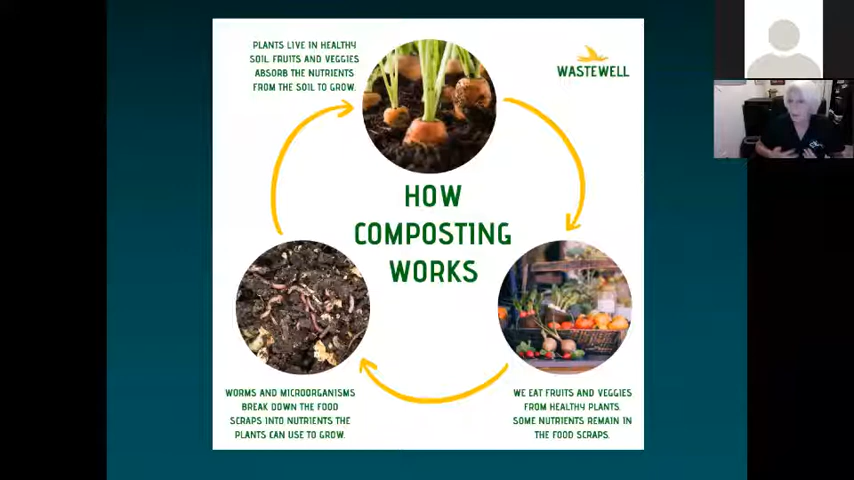 PLANTS LIVE IN HEALTHY
SOIL. FRUITS AND VEGGIES
ABSORB THE NUTRIENTS
FROM THE SOIL TO GROW.
WASTEWELL
HOW
COMPOSTING
WORKS
WORMS AND MICROORGANISMS
BREAK DOWN THE FOOD
SCRAPS INTO NUTRIENTS THE
PLANTS CAN USE TO GROW.
WE EAT FRUITS AND VEGGIES
FROM HEALTHY PLANTS.
SOME NUTRIENTS REMAIN IN
THE FOOD SCRAPS.